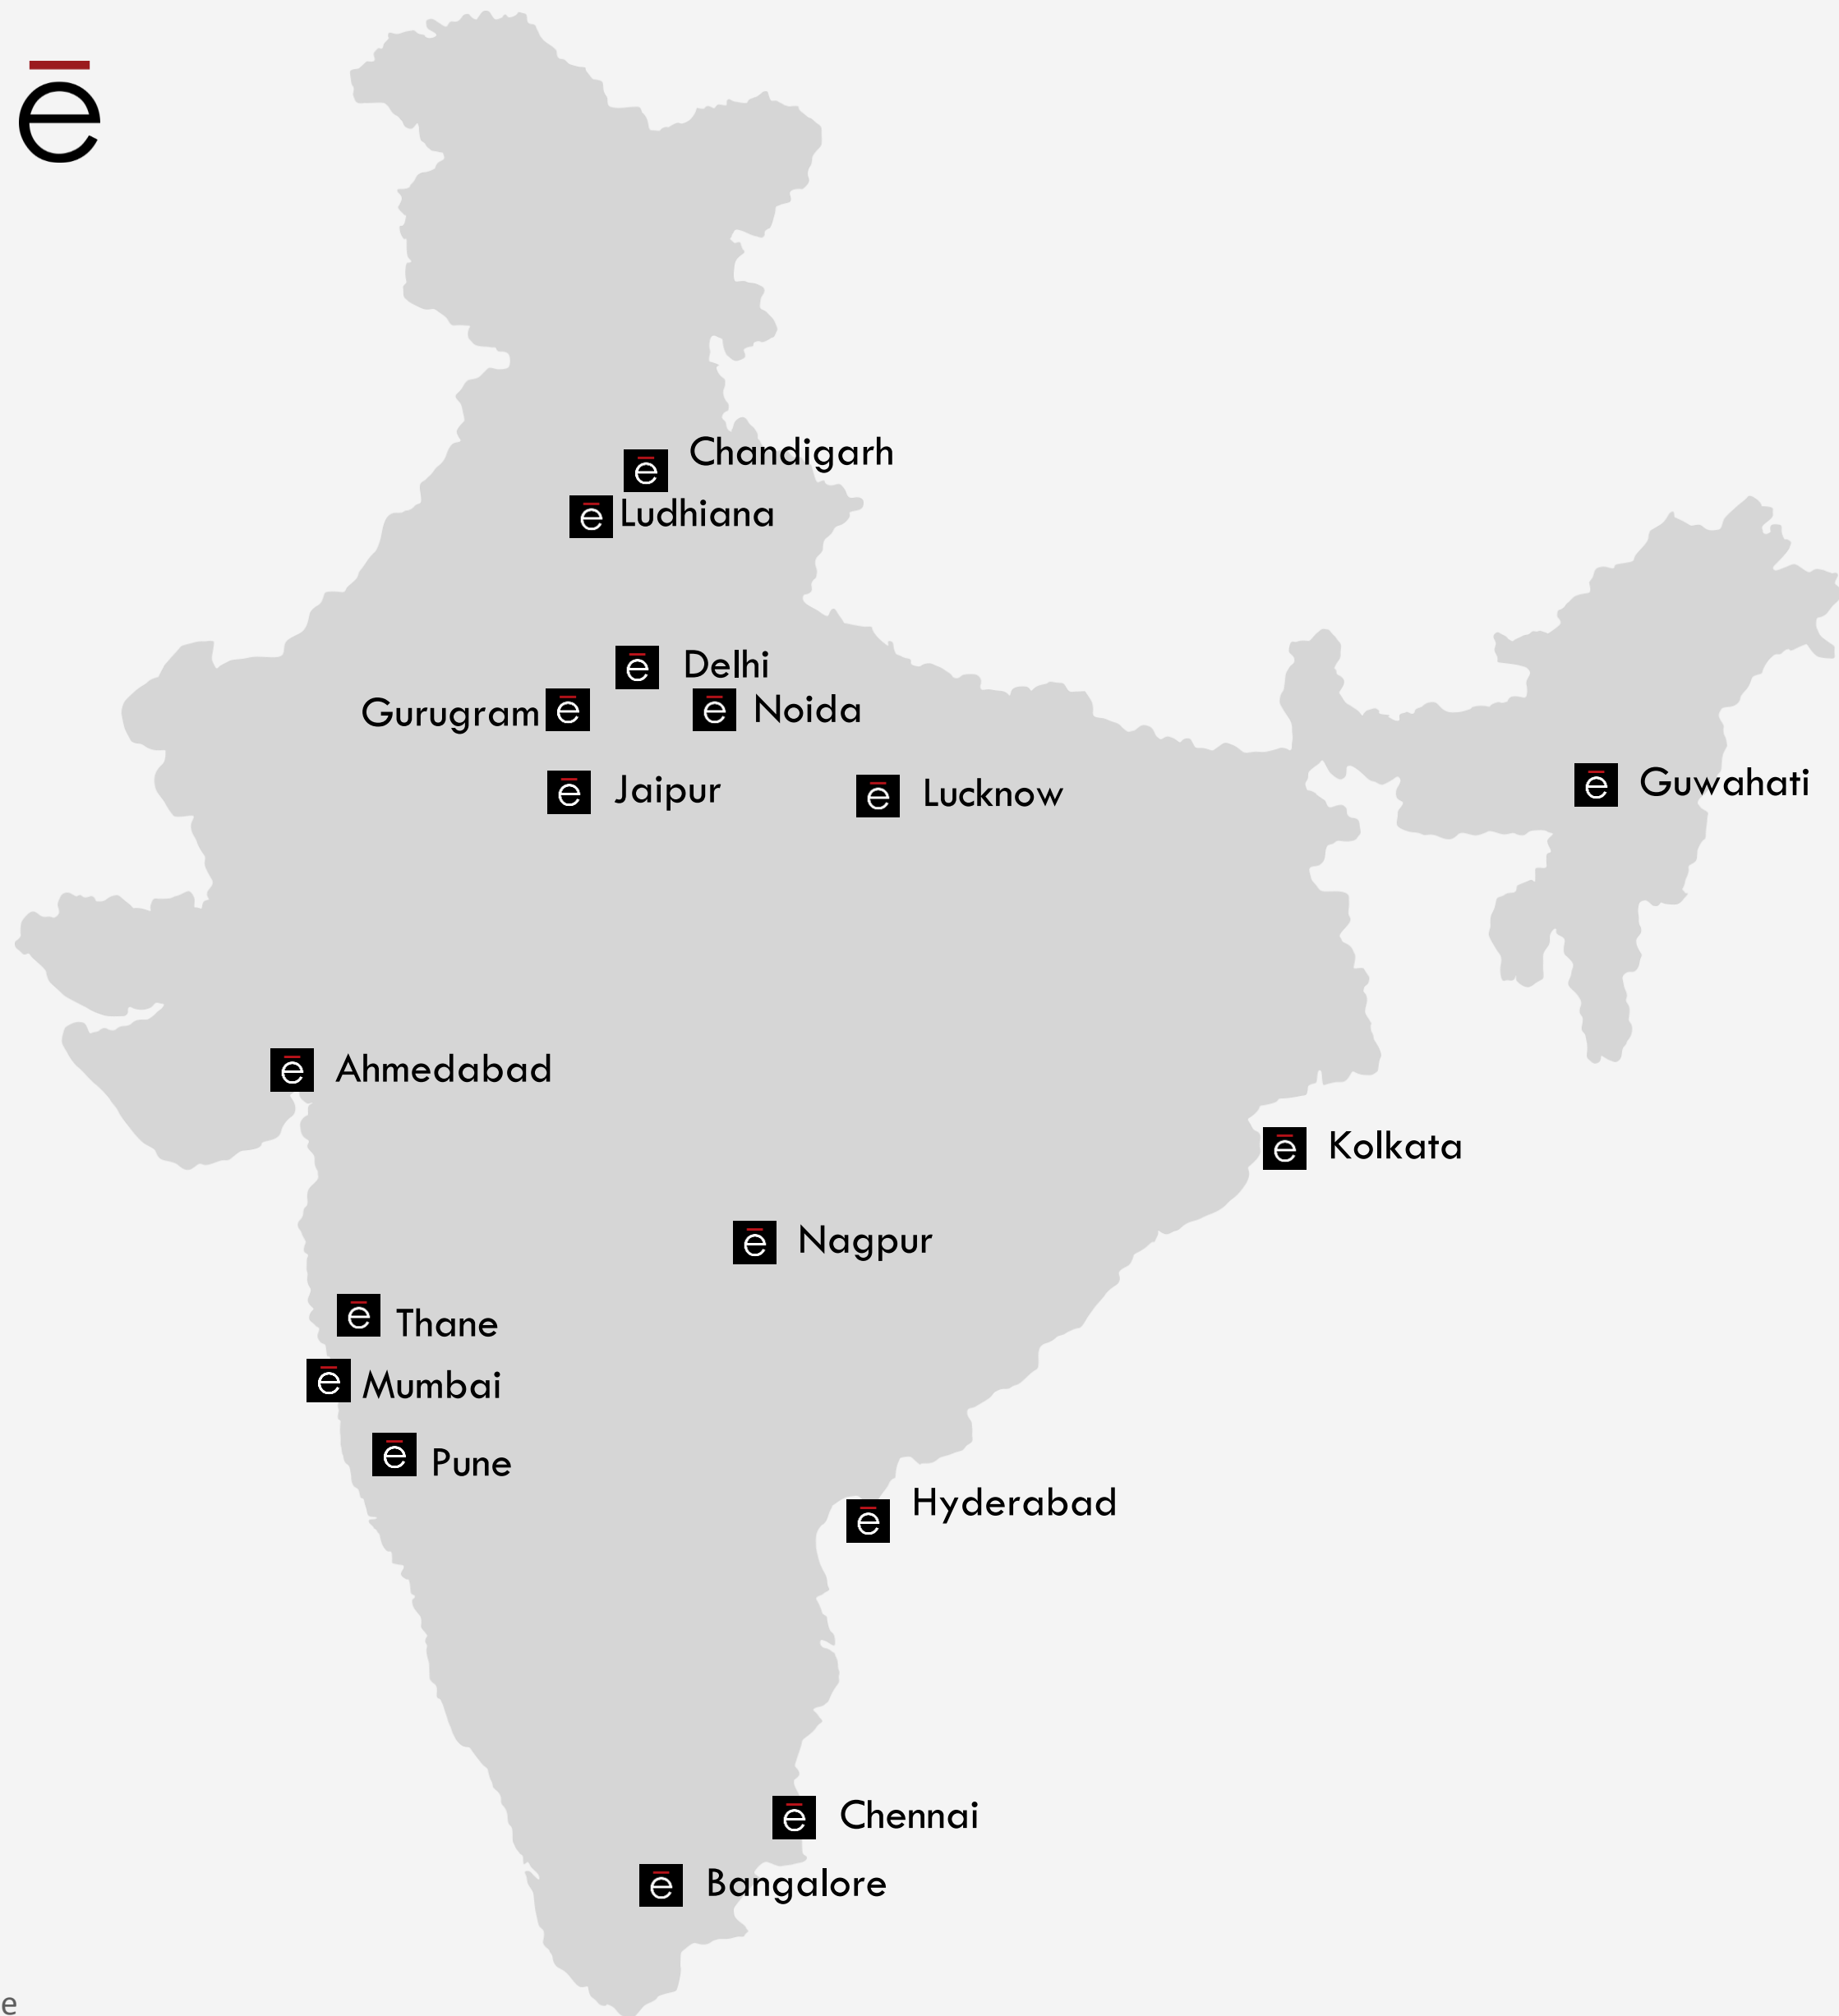 ē
Chandigarh
ē
ē Ludhiana
ē Delhi
Gurugram ē
ē Noida
ē Jaipur
ē Lucknow
ē Guwahati
ē Ahmedabad
ē Kolkata
ē Nagpur
ē Thane
ē Mumbai
ē Pune
ē Hyderabad
ē Chennai
ē Bangalore
e